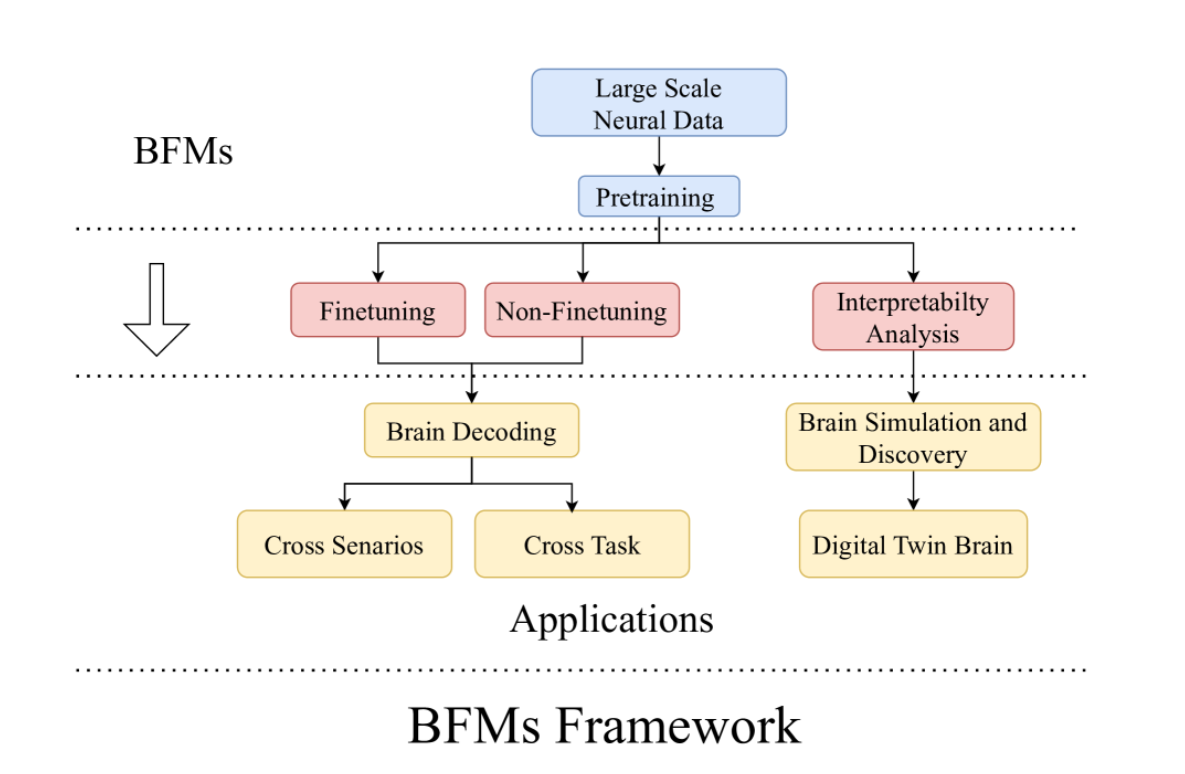 Large Scale
Neural Data
BFMs
Pretraining
Finetuning
Non-Finetuning
Interpretabilty
Analysis
Brain Decoding
Brain Simulation and
Discovery
Cross Senarios
Cross Task
Digital Twin Brain
Applications
BFMs Framework